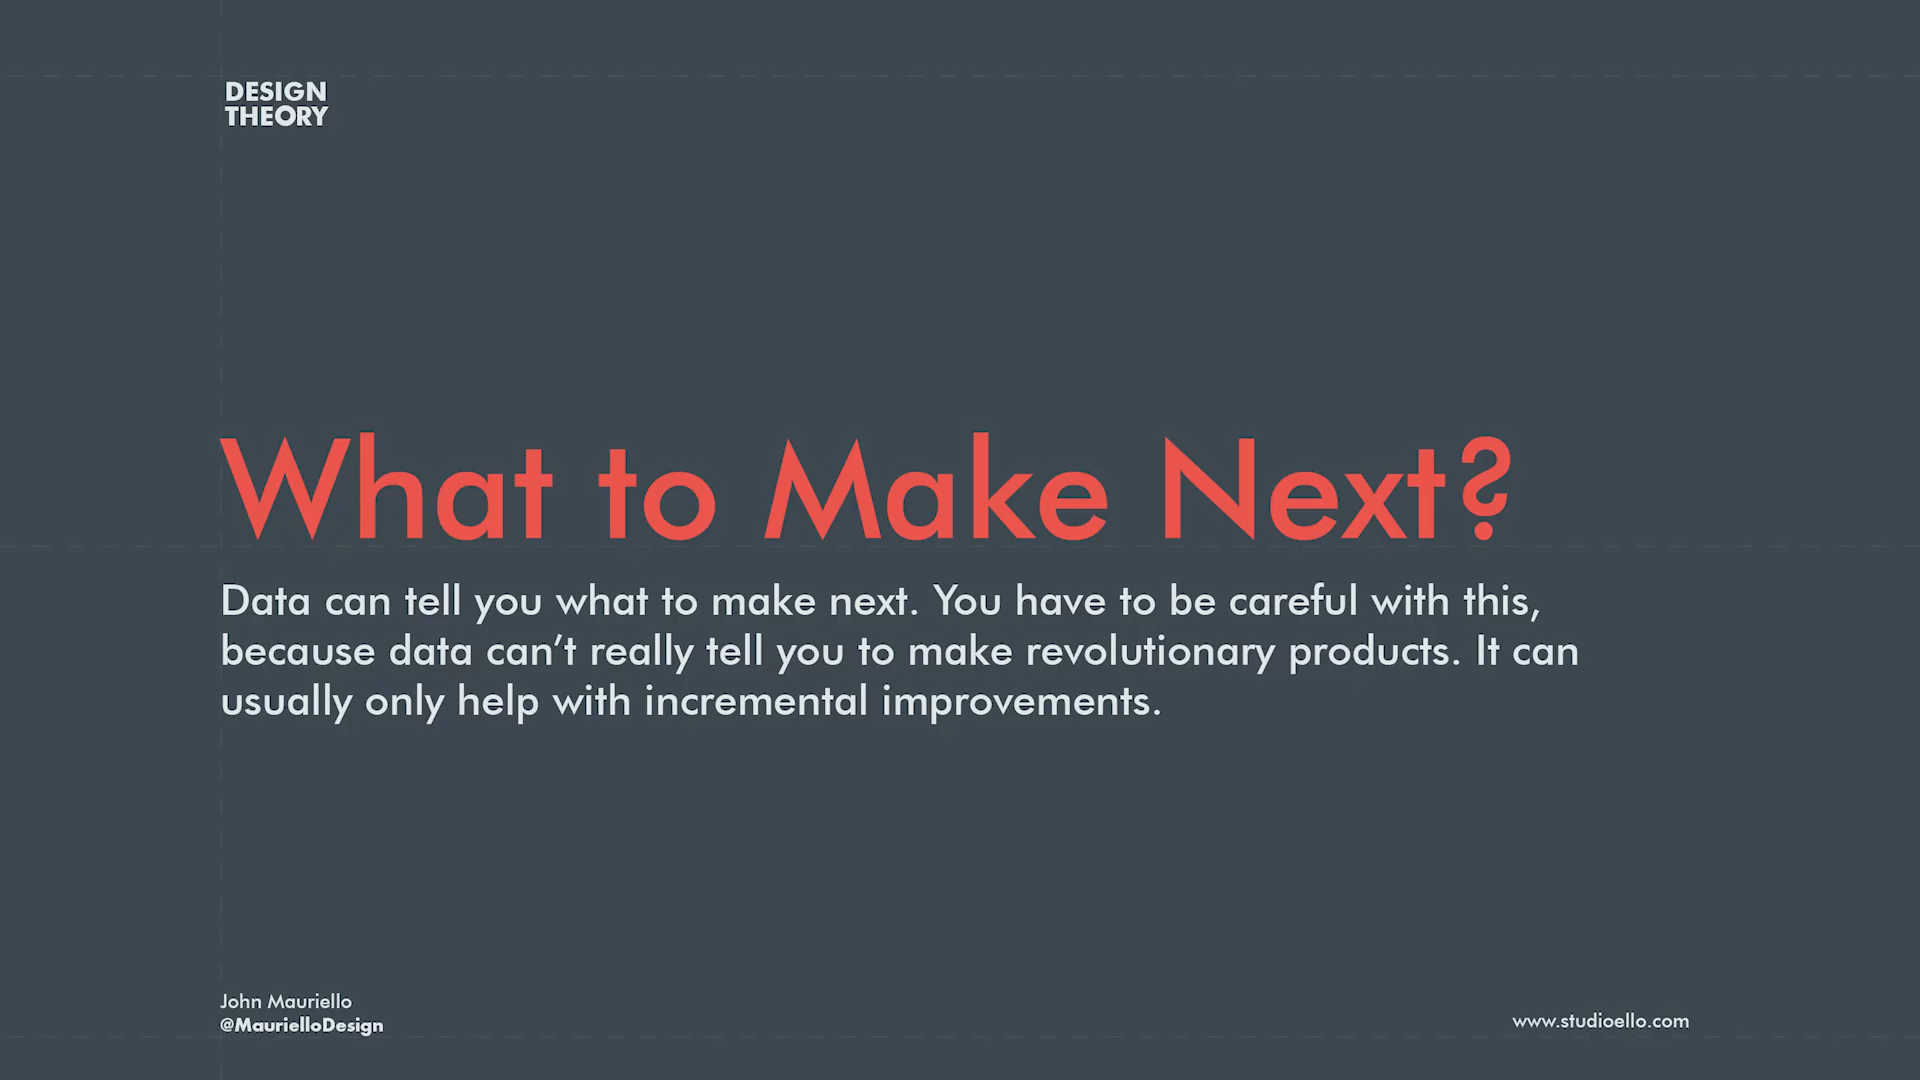 DESIGN
THEORY
What to Make Next?
Data can tell you what to make next. You have to be careful with this,
because data can’t really tell you to make revolutionary products. It can
usually only help with incremental improvements.
John Mauriello
@MaurielloDesign
www.studioello.com